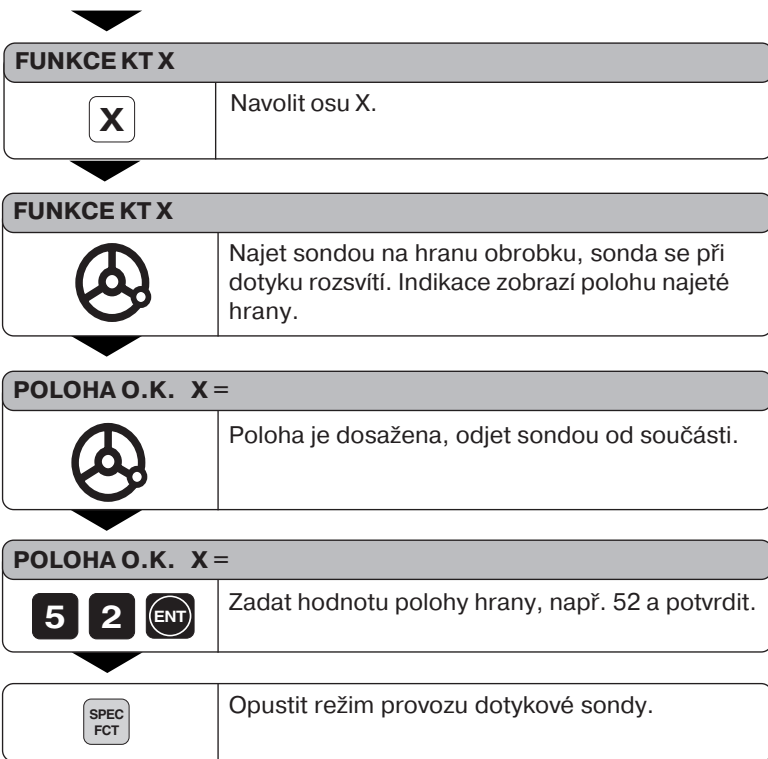 FUNKCE KT X
X
Navolit osu X.
FUNKCE KT X
Najet sondou na hranu obrobku, sonda se při
dotyku rozsvítí. Indikace zobrazí polohu najeté
hrany.
POLOHA O.K. X =
Poloha je dosažena, odjet sondou od součásti.
POLOHA O.K. X =
5 2 ENT
Zadat hodnotu polohy hrany, např. 52 a potvrdit.
SPEC
FCT
Opustit režim provozu dotykové sondy.